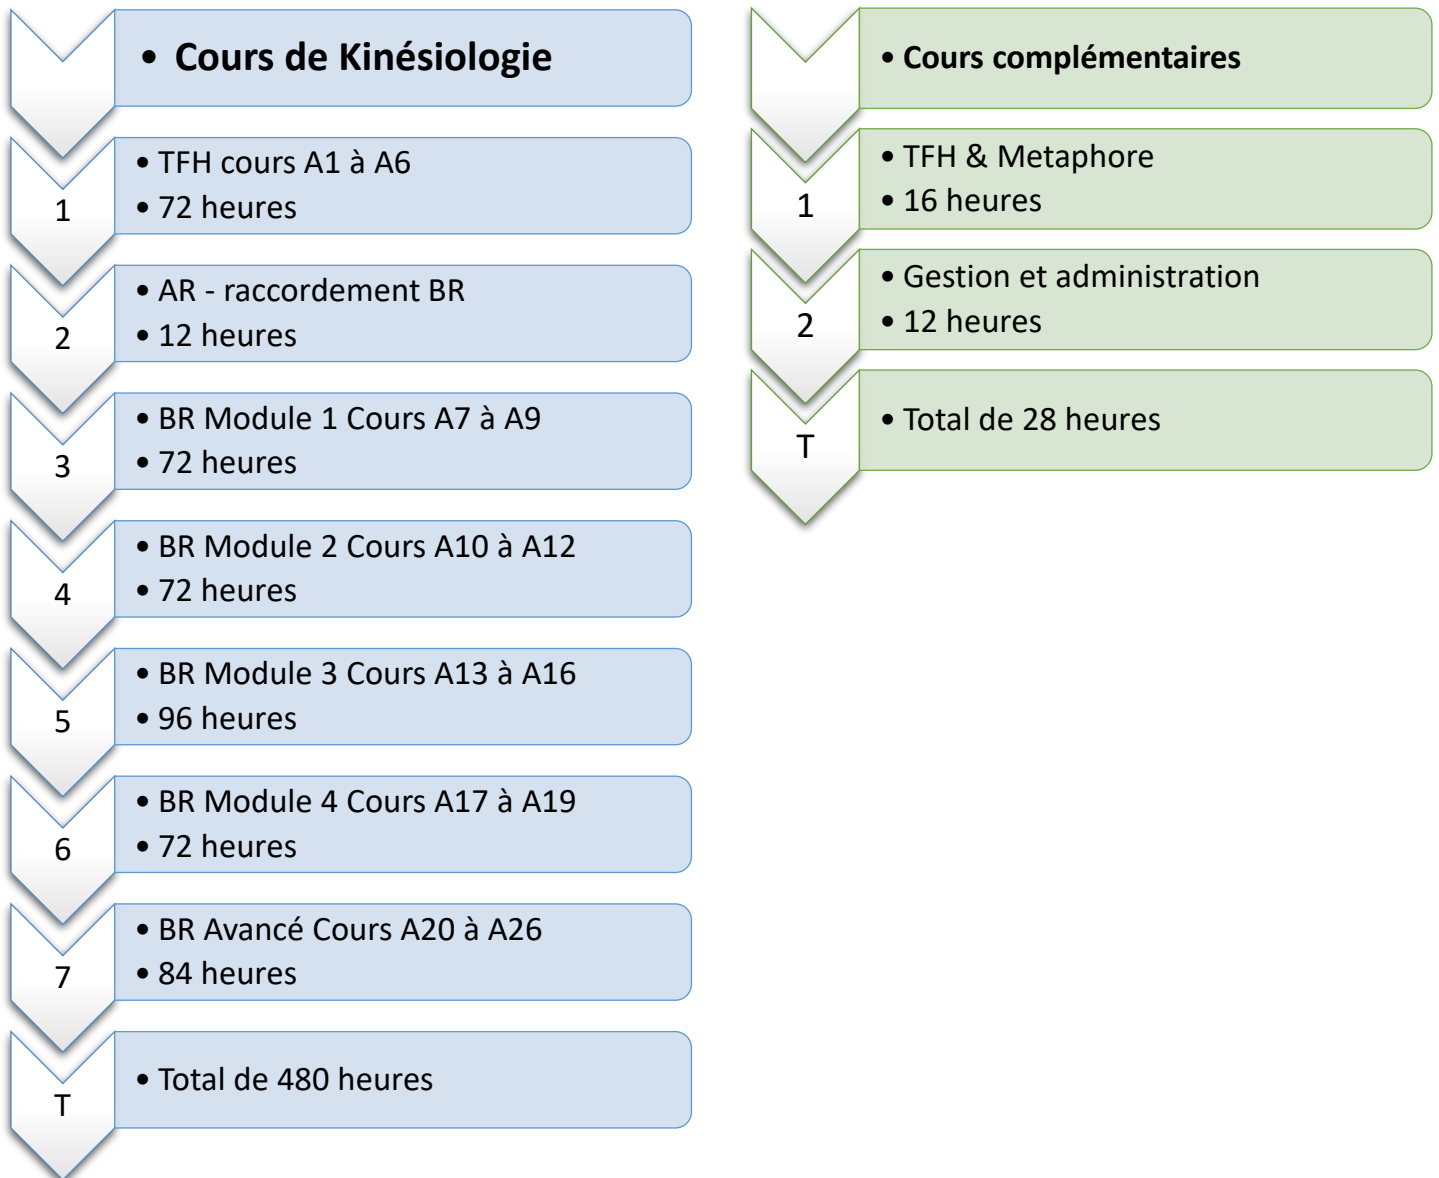 • Cours de Kinésiologie
1
• TFH cours A1 à A6
• 72 heures
2
• AR - raccordement BR
• 12 heures
3
• BR Module 1 Cours A7 à A9
• 72 heures
4
• BR Module 2 Cours A10 à A12
• 72 heures
5
• BR Module 3 Cours A13 à A16
• 96 heures
6
• BR Module 4 Cours A17 à A19
• 72 heures
7
• BR Avancé Cours A20 à A26
• 84 heures
T
• Total de 480 heures
• Cours complémentaires
1
• TFH & Metaphore
• 16 heures
2
• Gestion et administration
• 12 heures
T
• Total de 28 heures